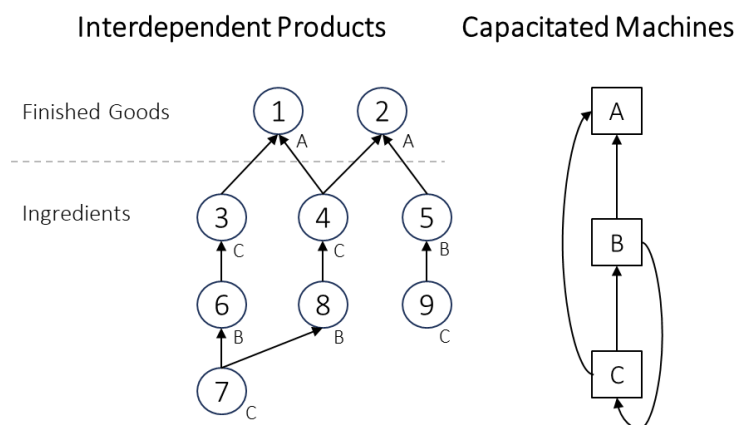 Interdependent Products
Capacitated Machines
Finished Goods
1
2
A
A
A
Ingredients
3
4
5
C
C
B
B
6
8
9
B
B
C
7
C
C